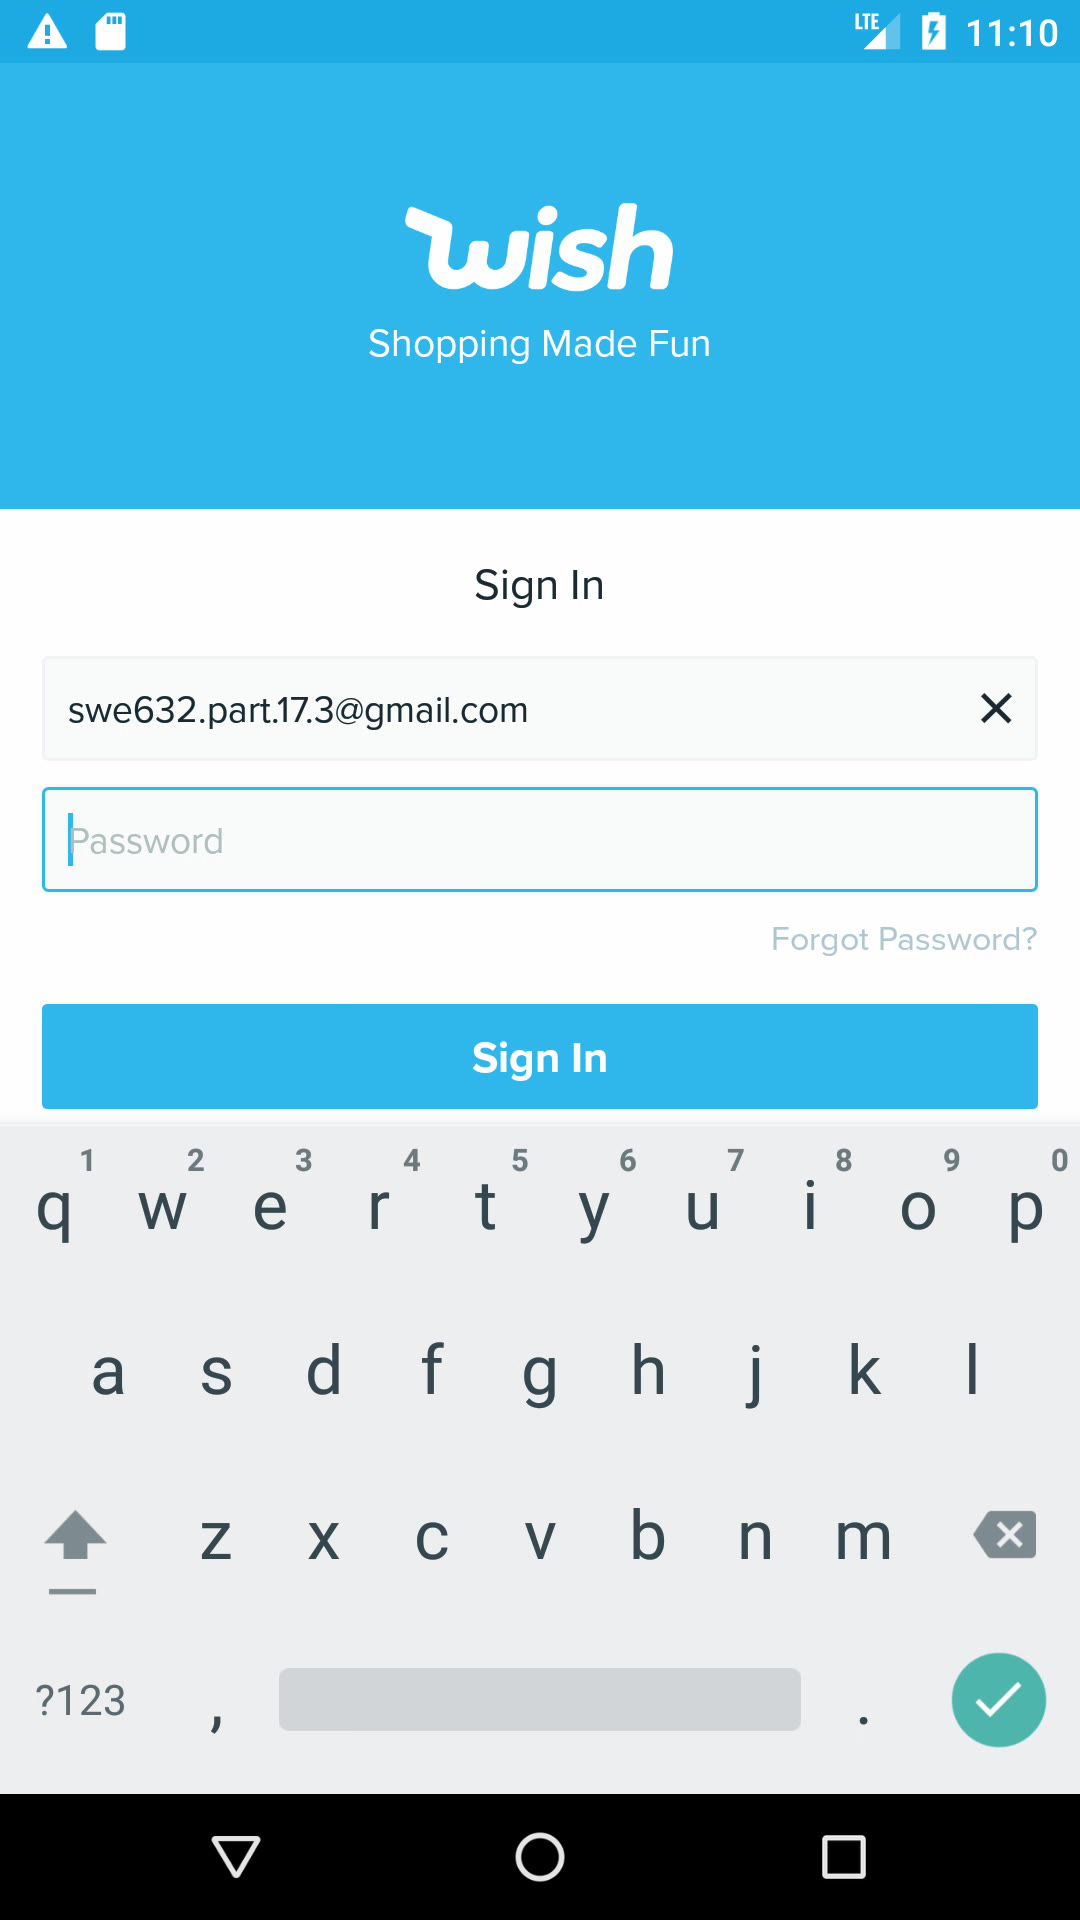 LTE 11:10
wish
Shopping Made Fun
Sign In
swe632.part.17.3@gmail.com
Password
Forgot Password?
Sign In
1 2 3 4 5 6 7 8 9 0
q w e r t y u i o p
a s d f g h j k l
z x c v b n m
?123 , .